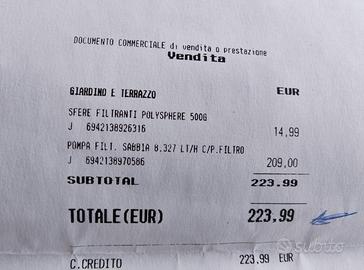 DOCUMENTO COMMERCIALE di vendita o prestazione
Vendita
GIARDINO E TERRAZZO EUR
SFERE FILTRANTI POLYSPHERE 500G
J 6942138926316 14,99
POMPA FILT. SABBIA 8.327 LT/H C/P.FILTRO
J 6942138970586 209,00
SUBTOTAL 223.99
TOTALE(EUR) 223,99
C.CREDITO 223.99 EUR
subito